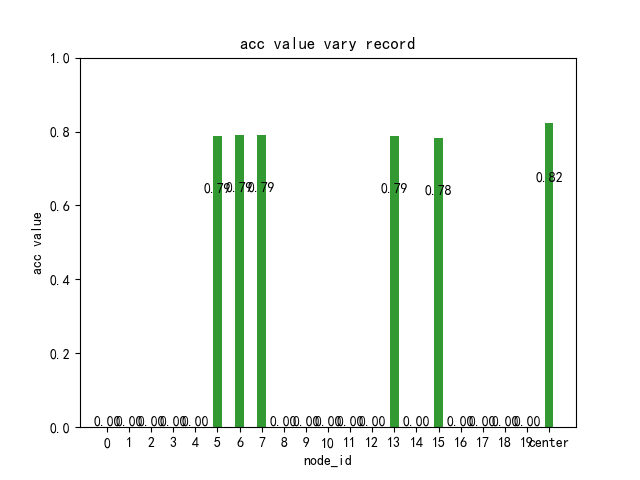 acc value vary record
1.0
0.8
0.6
0.4
0.2
0.0
acc value
0.00 0.00 0.00 0.00 0.00 0.79 0.79 0.79 0.00 0.00 0.00 0.00 0.00 0.79 0.00 0.78 0.00 0.00 0.00 0.00 0.82
0 1 2 3 4 5 6 7 8 9 10 11 12 13 14 15 16 17 18 19 center
node_id